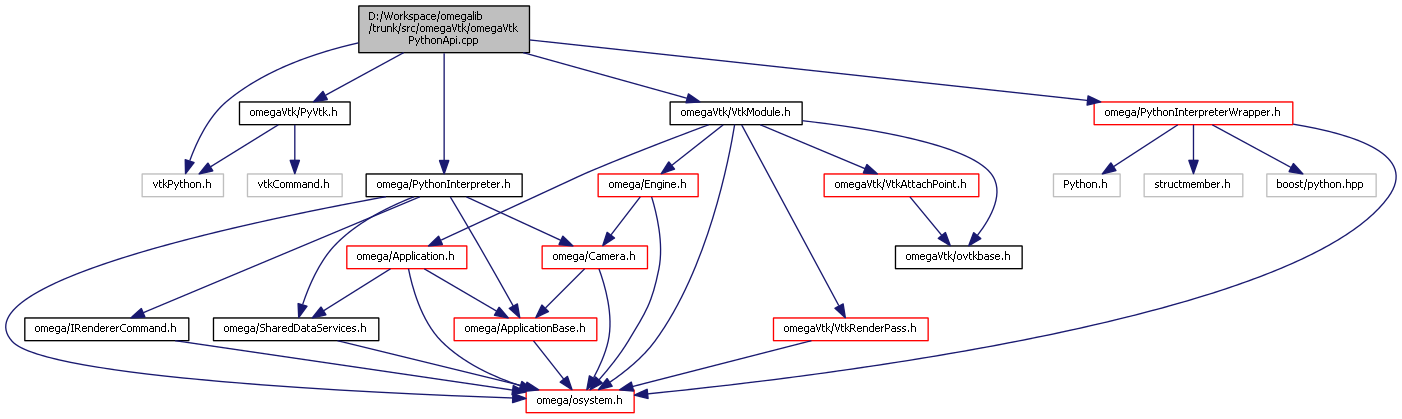 D:/Workspace/omegalib
/trunk/src/omegaVtk/omegaVtk
PythonApi.cpp
omegaVtk/PyVtk.h
omegaVtk/VtkModule.h
omega/PythonInterpreterWrapper.h
vtkPython.h
vtkCommand.h
omega/PythonInterpreter.h
omega/Engine.h
omegaVtk/VtkAttachPoint.h
Python.h
structmember.h
boost/python.hpp
omega/Application.h
omega/Camera.h
omegaVtk/ovtkbase.h
omega/IRendererCommand.h
omega/SharedDataServices.h
omega/ApplicationBase.h
omegaVtk/VtkRenderPass.h
omega/osystem.h